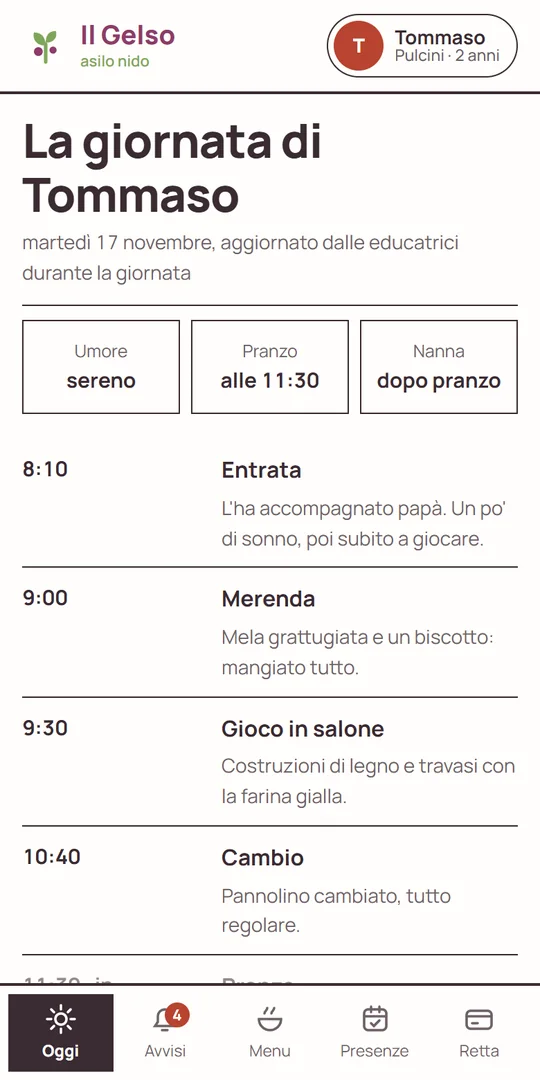 Il Gelso
asilo nido
T
Tommaso
Pulcini · 2 anni
La giornata di
Tommaso
martedì 17 novembre, aggiornato dalle educatrici
durante la giornata
Umore
sereno
Pranzo
alle 11:30
Nanna
dopo pranzo
8:10
Entrata
L'ha accompagnato papà. Un po'
di sonno, poi subito a giocare.
9:00
Merenda
Mela grattugiata e un biscotto:
mangiato tutto.
9:30
Gioco in salone
Costruzioni di legno e travasi con
la farina gialla.
10:40
Cambio
Pannolino cambiato, tutto
regolare.
11:30, in
Pranzo
4
Oggi
Avvisi
Menu
Presenze
Retta